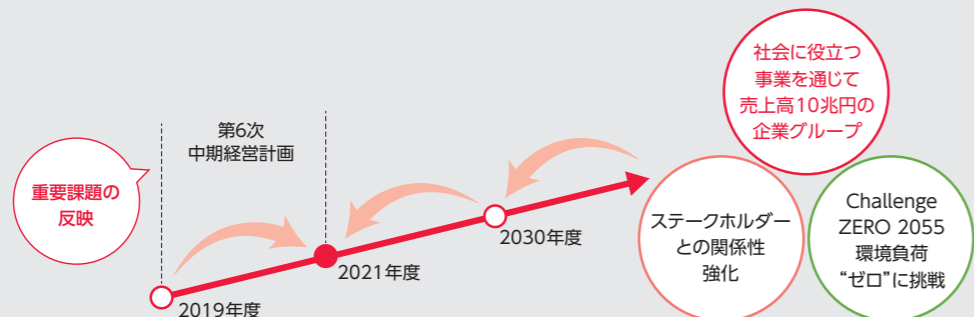 重要課題の
反映
第6次
中期経営計画
2019年度
2021年度
2030年度
社会に役立つ
事業を通じて
売上高10兆円の
企業グループ
ステークホルダー
との関係性
強化
Challenge
ZERO 2055
環境負荷
“ゼロ”に挑戦